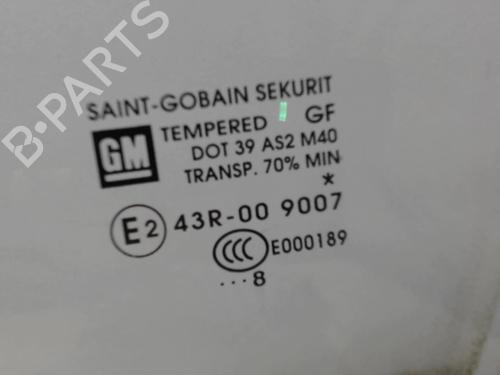 B-PARTS
SAINT-GOBAIN SEKURIT
GM TEMPERED GF
DOT 39 AS2 M40
TRANSP. 70% MIN
*
E2 43R-00 9007
CCC E000189
...8